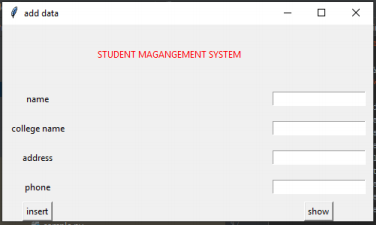 add data
STUDENT MAGANGEMENT SYSTEM
name
college name
address
phone
insert show